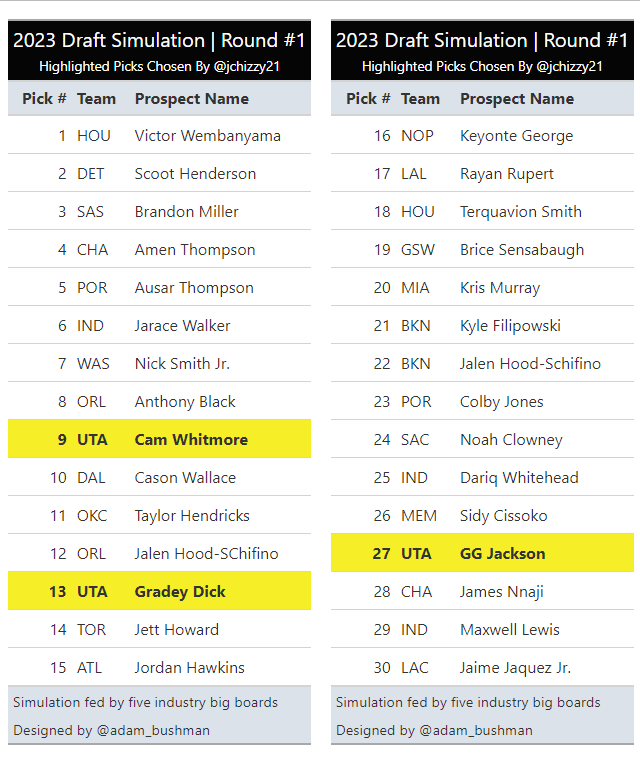 2023 Draft Simulation | Round #1
Highlighted Picks Chosen By @jchizzy21
Pick # Team Prospect Name
1 HOU Victor Wembanyama
2 DET Scoot Henderson
3 SAS Brandon Miller
4 CHA Amen Thompson
5 POR Ausar Thompson
6 IND Jarace Walker
7 WAS Nick Smith Jr.
8 ORL Anthony Black
9 UTA Cam Whitmore
10 DAL Cason Wallace
11 OKC Taylor Hendricks
12 ORL Jalen Hood-SChifino
13 UTA Gradey Dick
14 TOR Jett Howard
15 ATL Jordan Hawkins
Simulation fed by five industry big boards
Designed by @adam_bushman
2023 Draft Simulation | Round #1
Highlighted Picks Chosen By @jchizzy21
Pick # Team Prospect Name
16 NOP Keyonte George
17 LAL Rayan Rupert
18 HOU Terquavion Smith
19 GSW Brice Sensabaugh
20 MIA Kris Murray
21 BKN Kyle Filipowski
22 BKN Jalen Hood-Schifino
23 POR Colby Jones
24 SAC Noah Clowney
25 IND Dariq Whitehead
26 MEM Sidy Cissoko
27 UTA GG Jackson
28 CHA James Nnaji
29 IND Maxwell Lewis
30 LAC Jaime Jaquez Jr.
Simulation fed by five industry big boards
Designed by @adam_bushman